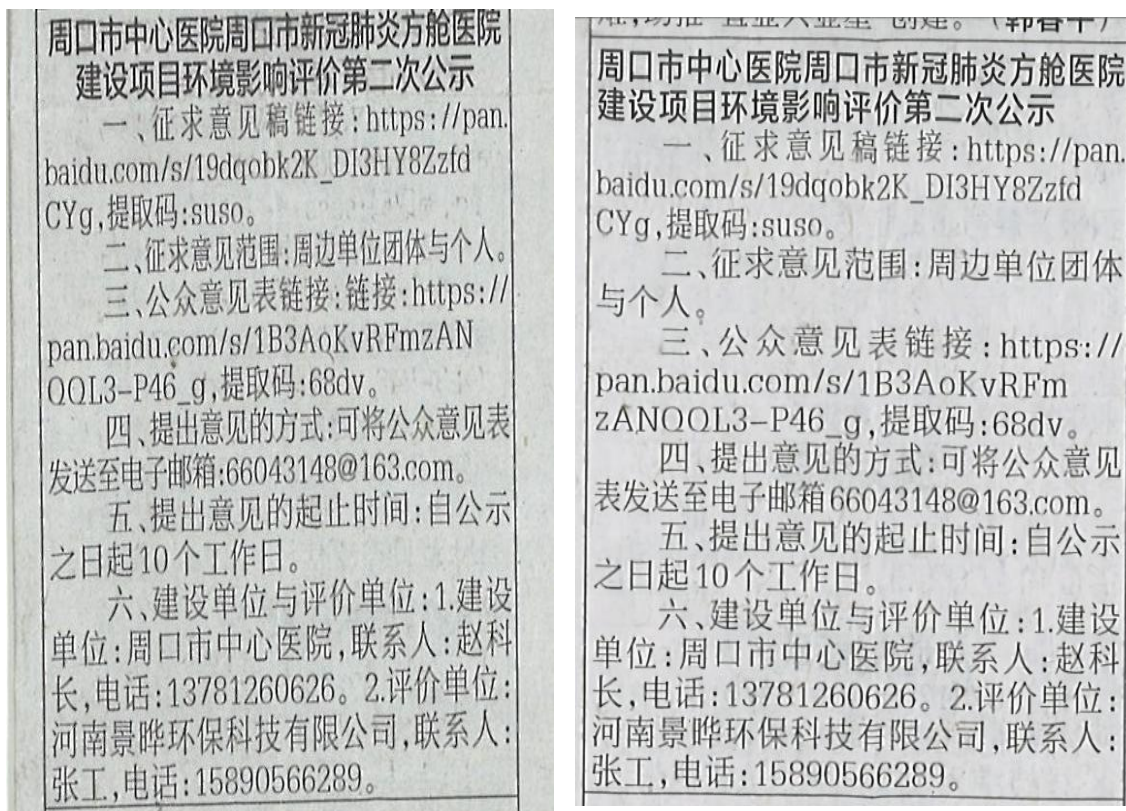 周口市中心医院周口市新冠肺炎方舱医院
建设项目环境影响评价第二次公示
一、征求意见稿链接:https://pan.
baidu.com/s/19dqobk2K_DI3HY8Zzfd
CYg,提取码:suso。
二、征求意见范围:周边单位团体与个人。
三、公众意见表链接:链接:https://
pan.baidu.com/s/1B3AoKvRFmzAN
QQL3-P46_g,提取码:68dv。
四、提出意见的方式:可将公众意见表
发送至电子邮箱:66043148@163.com。
五、提出意见的起止时间:自公示
之日起10个工作日。
六、建设单位与评价单位:1.建设
单位:周口市中心医院,联系人:赵科
长,电话:13781260626。2.评价单位:
河南景晔环保科技有限公司,联系人:
张工,电话:15890566289。
周口市中心医院周口市新冠肺炎方舱医院
建设项目环境影响评价第二次公示
一、征求意见稿链接:https://pan.
baidu.com/s/19dqobk2K_DI3HY8Zzfd
CYg,提取码:suso。
二、征求意见范围:周边单位团体
与个人。
三、公众意见表链接:https://
pan.baidu.com/s/1B3AoKvRFm
zANQQL3-P46_g,提取码:68dv。
四、提出意见的方式:可将公众意见
表发送至电子邮箱66043148@163.com。
五、提出意见的起止时间:自公示
之日起10个工作日。
六、建设单位与评价单位:1.建设
单位:周口市中心医院,联系人:赵科
长,电话:13781260626。2.评价单位:
河南景晔环保科技有限公司,联系人:
张工,电话:15890566289。